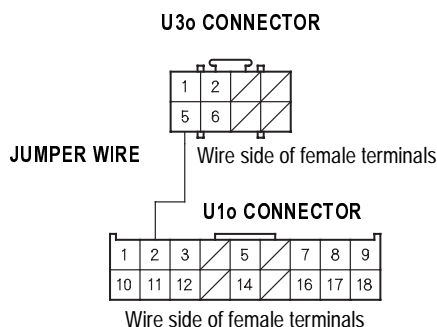 U3o CONNECTOR
1 2
5 6
JUMPER WIRE
Wire side of female terminals
U1o CONNECTOR
1 2 3 5 7 8 9
10 11 12 14 16 17 18
Wire side of female terminals